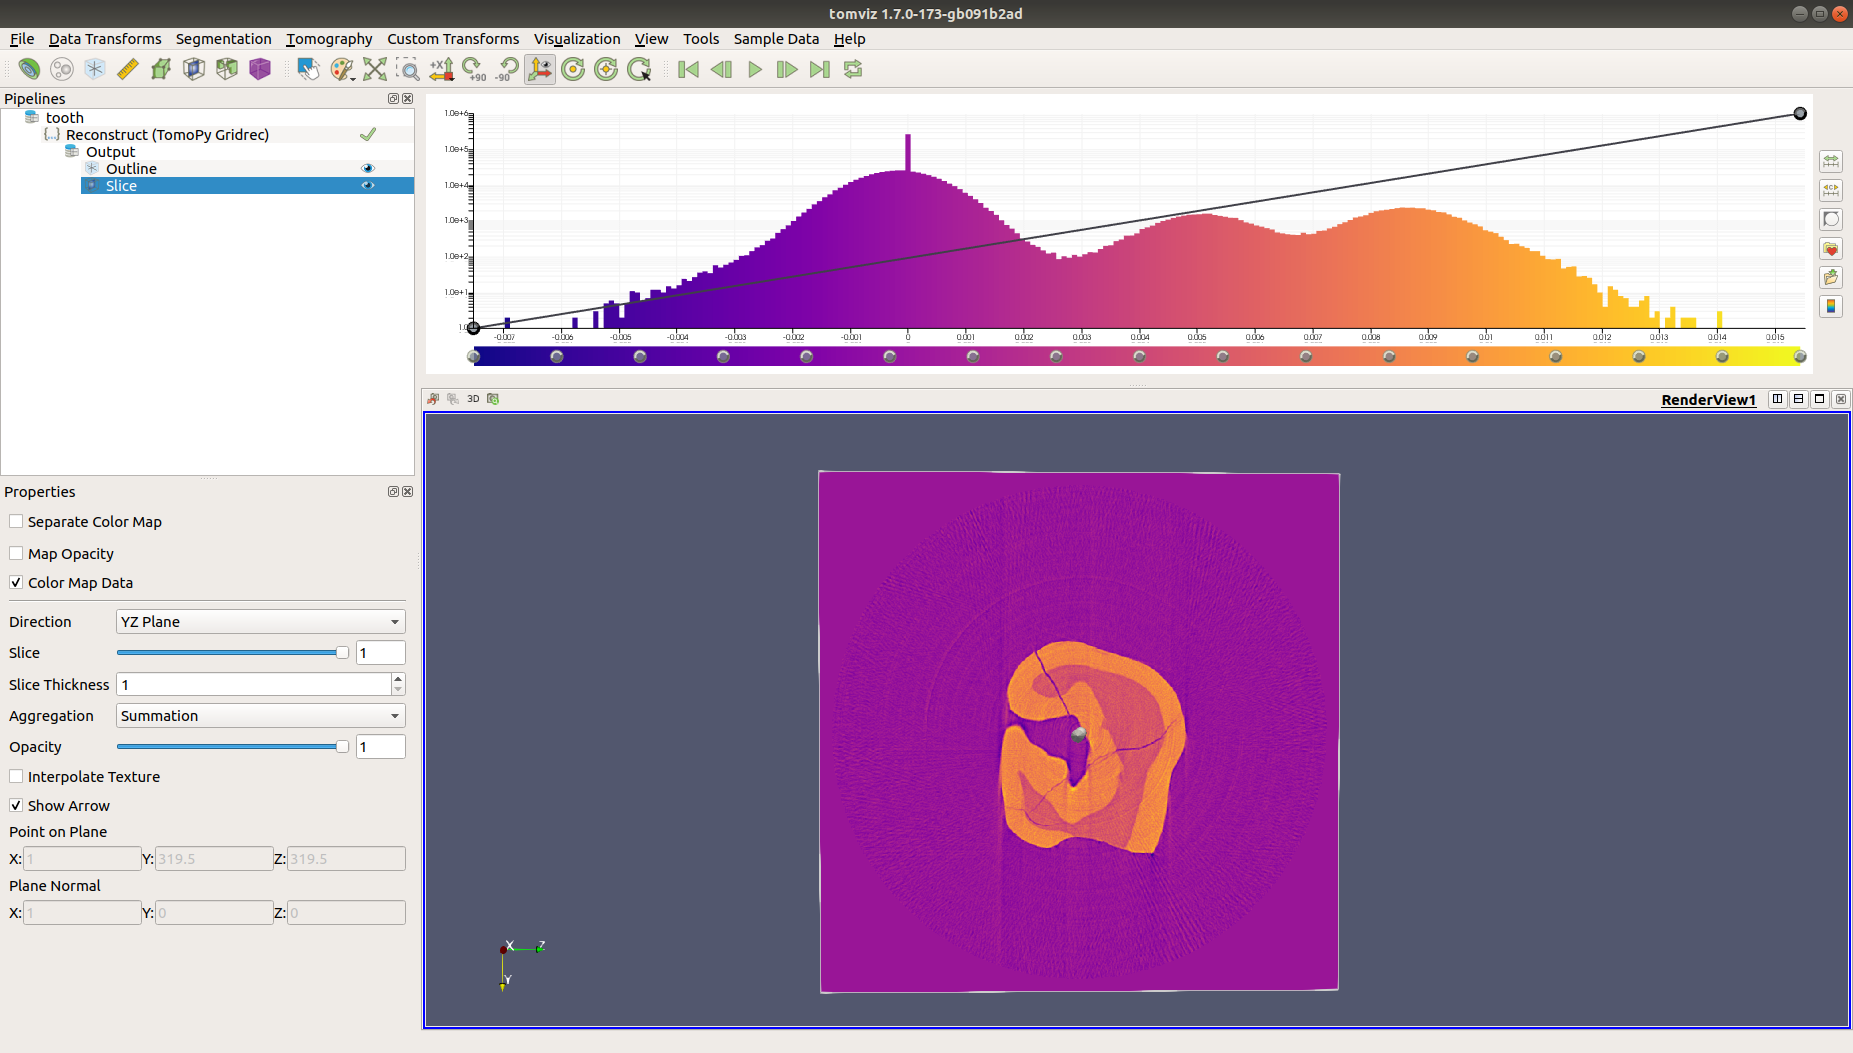 tomviz 1.7.0-173-gb091b2ad
File Data Transforms Segmentation Tomography Custom Transforms Visualization View Tools Sample Data Help
+X +90 -90
Pipelines
tooth
Reconstruct (TomoPy Gridrec)
Output
Outline
Slice
1.0e+6
1.0e+5
1.0e+4
1.0e+3
1.0e+2
1.0e+1
1.0
-0.007 -0.006 -0.005 -0.004 -0.003 -0.002 -0.001 0 0.001 0.002 0.003 0.004 0.005 0.006 0.007 0.008 0.009 0.01 0.011 0.012 0.013 0.014 0.015
3D
RenderView1
Properties
Separate Color Map
Map Opacity
Color Map Data
Direction YZ Plane
Slice 1
Slice Thickness 1
Aggregation Summation
Opacity 1
Interpolate Texture
Show Arrow
Point on Plane
X: 1 Y: 319.5 Z: 319.5
Plane Normal
X: 1 Y: 0 Z: 0
X Z
Y